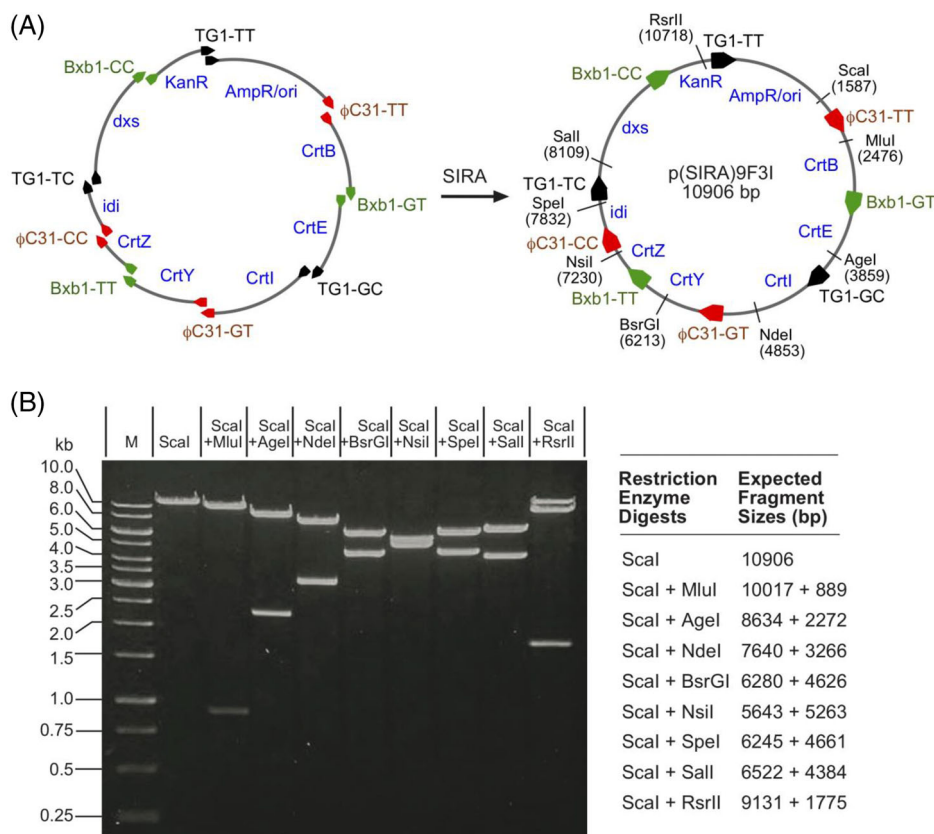 (A)
TG1-TT
Bxb1-CC
KanR
AmpR/ori
ϕC31-TT
dxs
CrtB
TG1-TC
Bxb1-GT
idi
CrtE
ϕC31-CC
CrtZ
CrtY
CrtI
Bxb1-TT
TG1-GC
ϕC31-GT
SIRA
RsrII
(10718)
TG1-TT
Bxb1-CC
KanR
AmpR/ori
ScaI
(1587)
ϕC31-TT
dxs
MluI
(2476)
SalI
(8109)
p(SIRA)9F3I
10906 bp
CrtB
TG1-TC
SpeI
(7832)
idi
Bxb1-GT
ϕC31-CC
CrtZ
CrtE
NsiI
(7230)
AgeI
(3859)
CrtY
CrtI
Bxb1-TT
TG1-GC
BsrGI
(6213)
ϕC31-GT
NdeI
(4853)
(B)
kb
M
ScaI
ScaI
+MluI
ScaI
+AgeI
ScaI
+NdeI
ScaI
+BsrGI
ScaI
+NsiI
ScaI
+SpeI
ScaI
+SalI
ScaI
+RsrII
10.0
8.0
6.0
5.0
4.0
3.5
3.0
2.5
2.0
1.5
1.0
0.75
0.5
0.25
Restriction Enzyme Digests
Expected Fragment Sizes (bp)
ScaI 10906
ScaI + MluI 10017 + 889
ScaI + AgeI 8634 + 2272
ScaI + NdeI 7640 + 3266
ScaI + BsrGI 6280 + 4626
ScaI + NsiI 5643 + 5263
ScaI + SpeI 6245 + 4661
ScaI + SalI 6522 + 4384
ScaI + RsrII 9131 + 1775